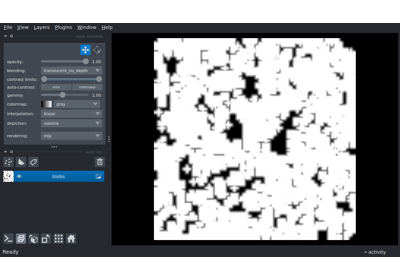 File View Layers Plugins Window Help
opacity: 1.00
blending: translucent_no_depth
contrast limits:
auto-contrast: once continuous
gamma: 1.00
colormap: gray
interpolation: linear
depiction: volume
rendering: mip
blobs
Ready activity